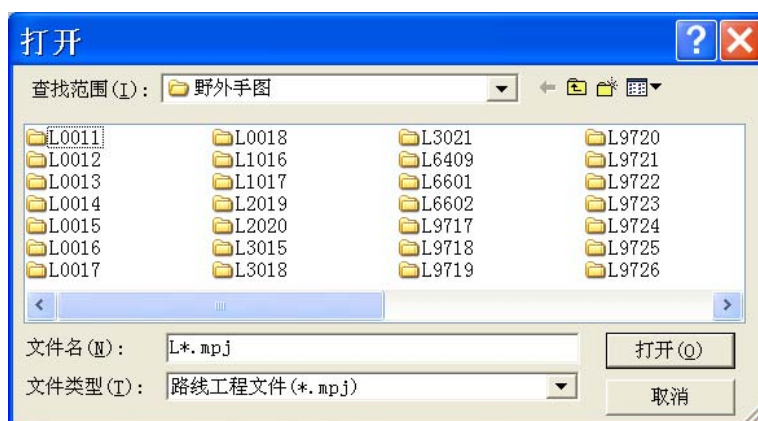 打开
查找范围(I): 野外手图
L0011 L0018 L3021 L9720
L0012 L1016 L6409 L9721
L0013 L1017 L6601 L9722
L0014 L2019 L6602 L9723
L0015 L2020 L9717 L9724
L0016 L3015 L9718 L9725
L0017 L3018 L9719 L9726
文件名(N): L*.mpj 打开(O)
文件类型(T): 路线工程文件(*.mpj) 取消